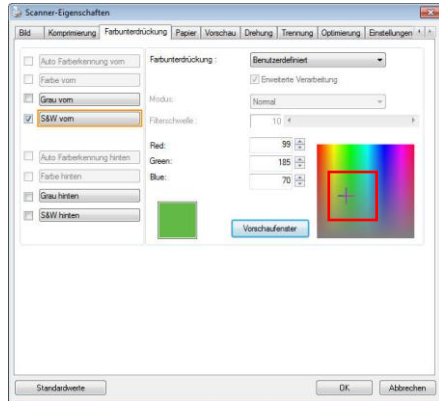 Scanner-Eigenschaften
Bild Komprimierung Farbunterdrückung Papier Vorschau Drehung Trennung Optimierung Einstellungen
Auto Farberkennung vorn
Farbe vorn
Grau vorn
S&W vorn
Auto Farberkennung hinten
Farbe hinten
Grau hinten
S&W hinten
Farbunterdrückung : Benutzerdefiniert
Erweiterte Verarbeitung
Modus: Normal
Filterschwelle : 10
Red: 99
Green: 185
Blue: 70
Vorschaufenster
Standardwerte OK Abbrechen